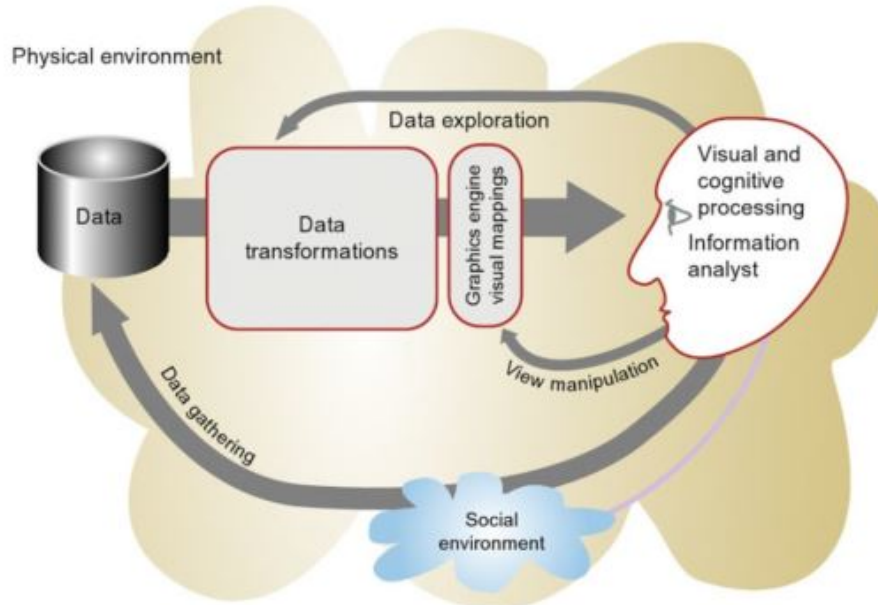 Physical environment
Data exploration
Data
Data
transformations
Graphics engine
visual mappings
Visual and
cognitive
processing
Information
analyst
View manipulation
Data gathering
Social
environment